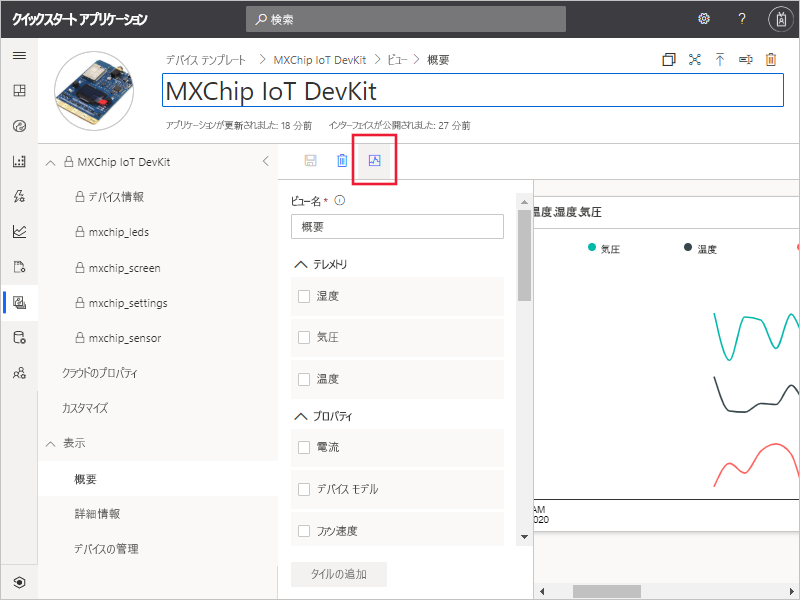 クイックスタート アプリケーション
検索
?
デバイス テンプレート > MXChip IoT DevKit > ビュー > 概要
MXChip IoT DevKit
アプリケーションが更新されました: 18 分前 インターフェイスが公開されました: 27 分前
MXChip IoT DevKit
デバイス情報
mxchip_leds
mxchip_screen
mxchip_settings
mxchip_sensor
クラウドのプロパティ
カスタマイズ
表示
概要
詳細情報
デバイスの管理
ビュー名 *
概要
テレメトリ
湿度
気圧
温度
プロパティ
電流
デバイス モデル
ファン速度
タイルの追加
温度,湿度,気圧
気圧
温度
AM
020